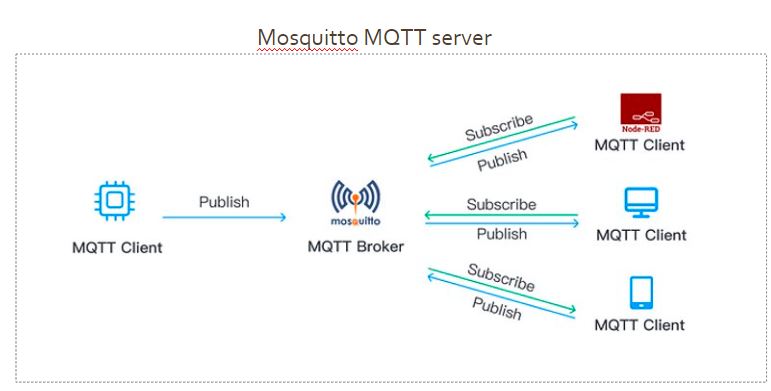 Mosquitto MQTT server
Subscribe
Publish
Node-RED
MQTT Client
Publish
mosquitto
MQTT Client
MQTT Broker
Subscribe
Publish
MQTT Client
Subscribe
Publish
MQTT Client